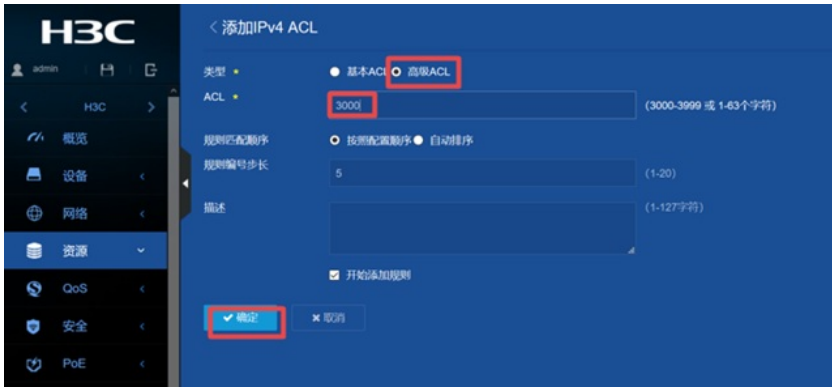 H3C
< 添加IPv4 ACL
admin
类型 基本ACL 高级ACL
< H3C >
ACL 3000 (3000-3999 或 1-63个字符)
概览
规则匹配顺序 按照配置顺序 自动排序
设备
规则编号步长 5 (1-20)
网络
描述 (1-127字符)
资源
开始添加规则
QoS
安全
确定 取消
PoE